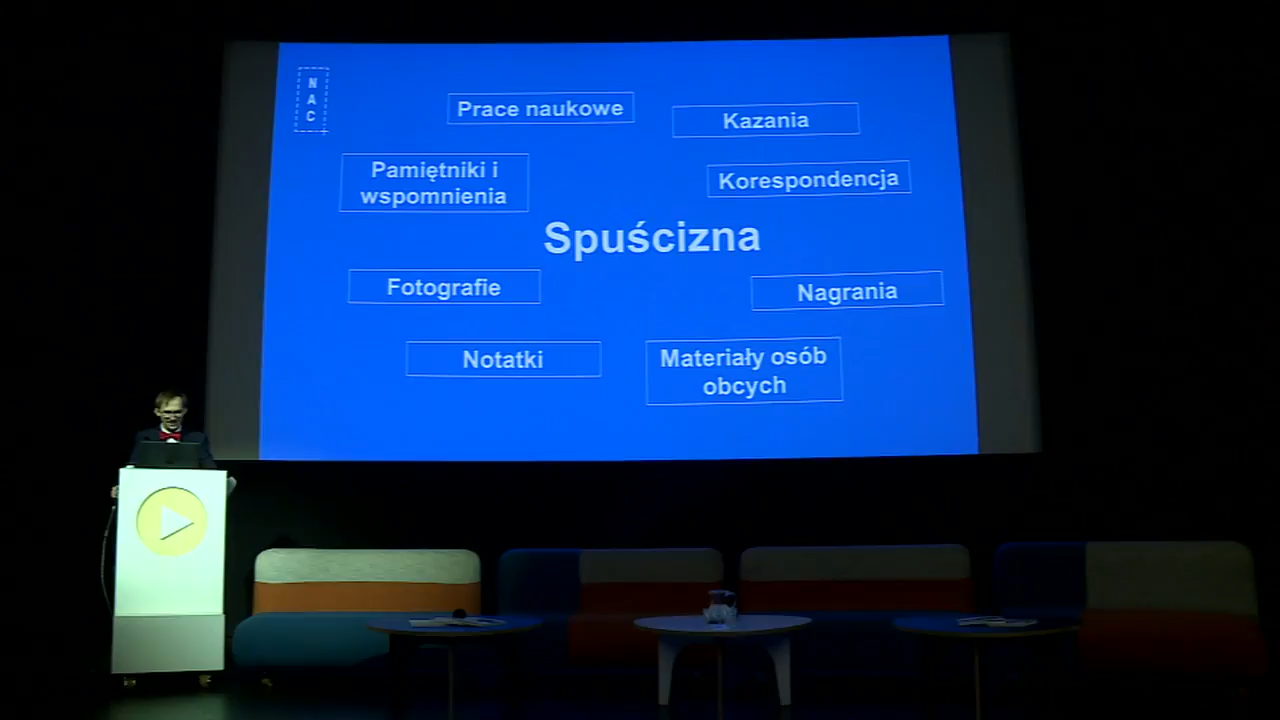 N
A
C
Prace naukowe
Kazania
Pamiętniki i
wspomnienia
Korespondencja
Spuścizna
Fotografie
Nagrania
Notatki
Materiały osób
obcych